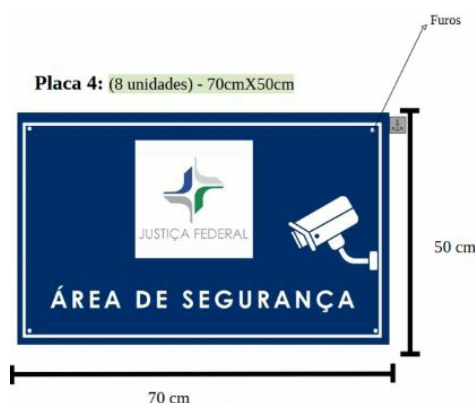 Furos
Placa 4: (8 unidades) - 70cmX50cm
JUSTIÇA FEDERAL
ÁREA DE SEGURANÇA
50 cm
70 cm